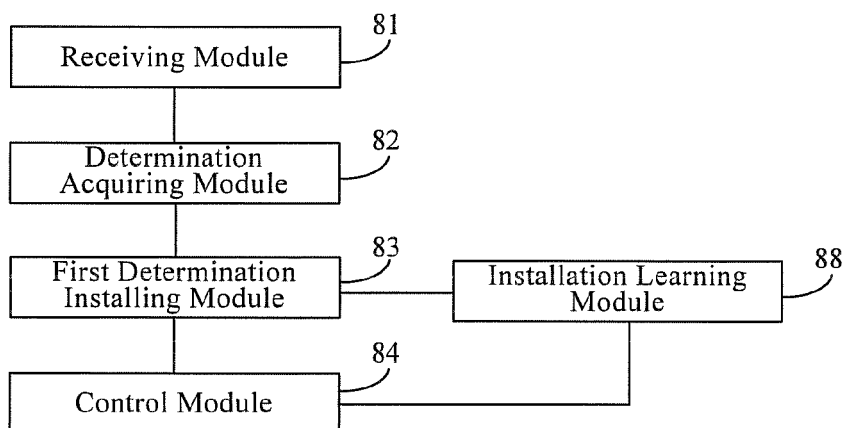 81
Receiving Module
82
Determination
Acquiring Module
83
First Determination
Installing Module
88
Installation Learning
Module
84
Control Module